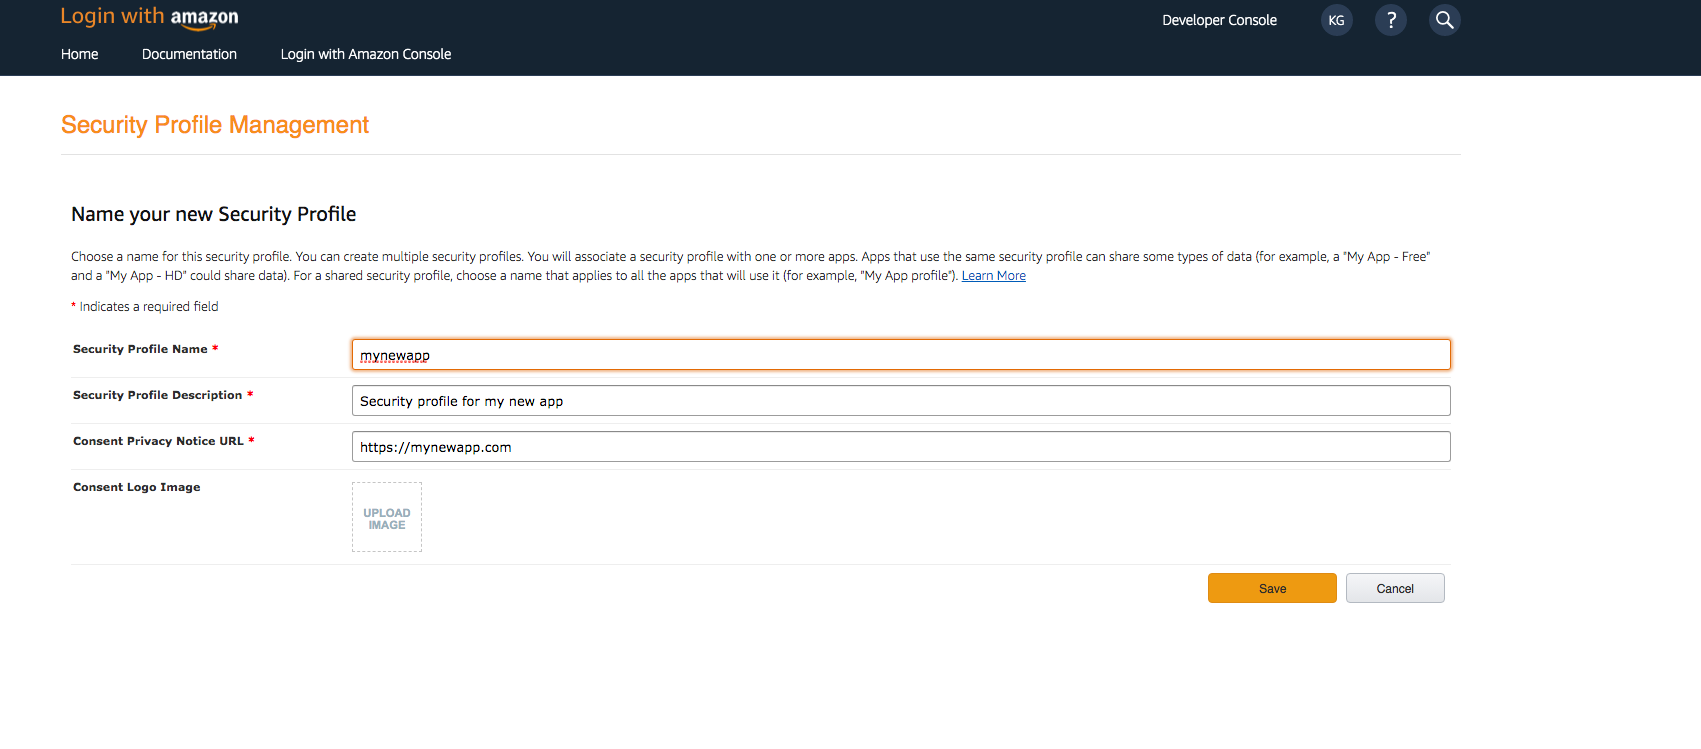 Login with amazon
Developer Console
KG
?
Home
Documentation
Login with Amazon Console
Security Profile Management
Name your new Security Profile
Choose a name for this security profile. You can create multiple security profiles. You will associate a security profile with one or more apps. Apps that use the same security profile can share some types of data (for example, a "My App - Free"
and a "My App - HD" could share data). For a shared security profile, choose a name that applies to all the apps that will use it (for example, "My App profile"). Learn More
* Indicates a required field
Security Profile Name *
mynewapp
Security Profile Description *
Security profile for my new app
Consent Privacy Notice URL *
https://mynewapp.com
Consent Logo Image
UPLOAD
IMAGE
Save
Cancel